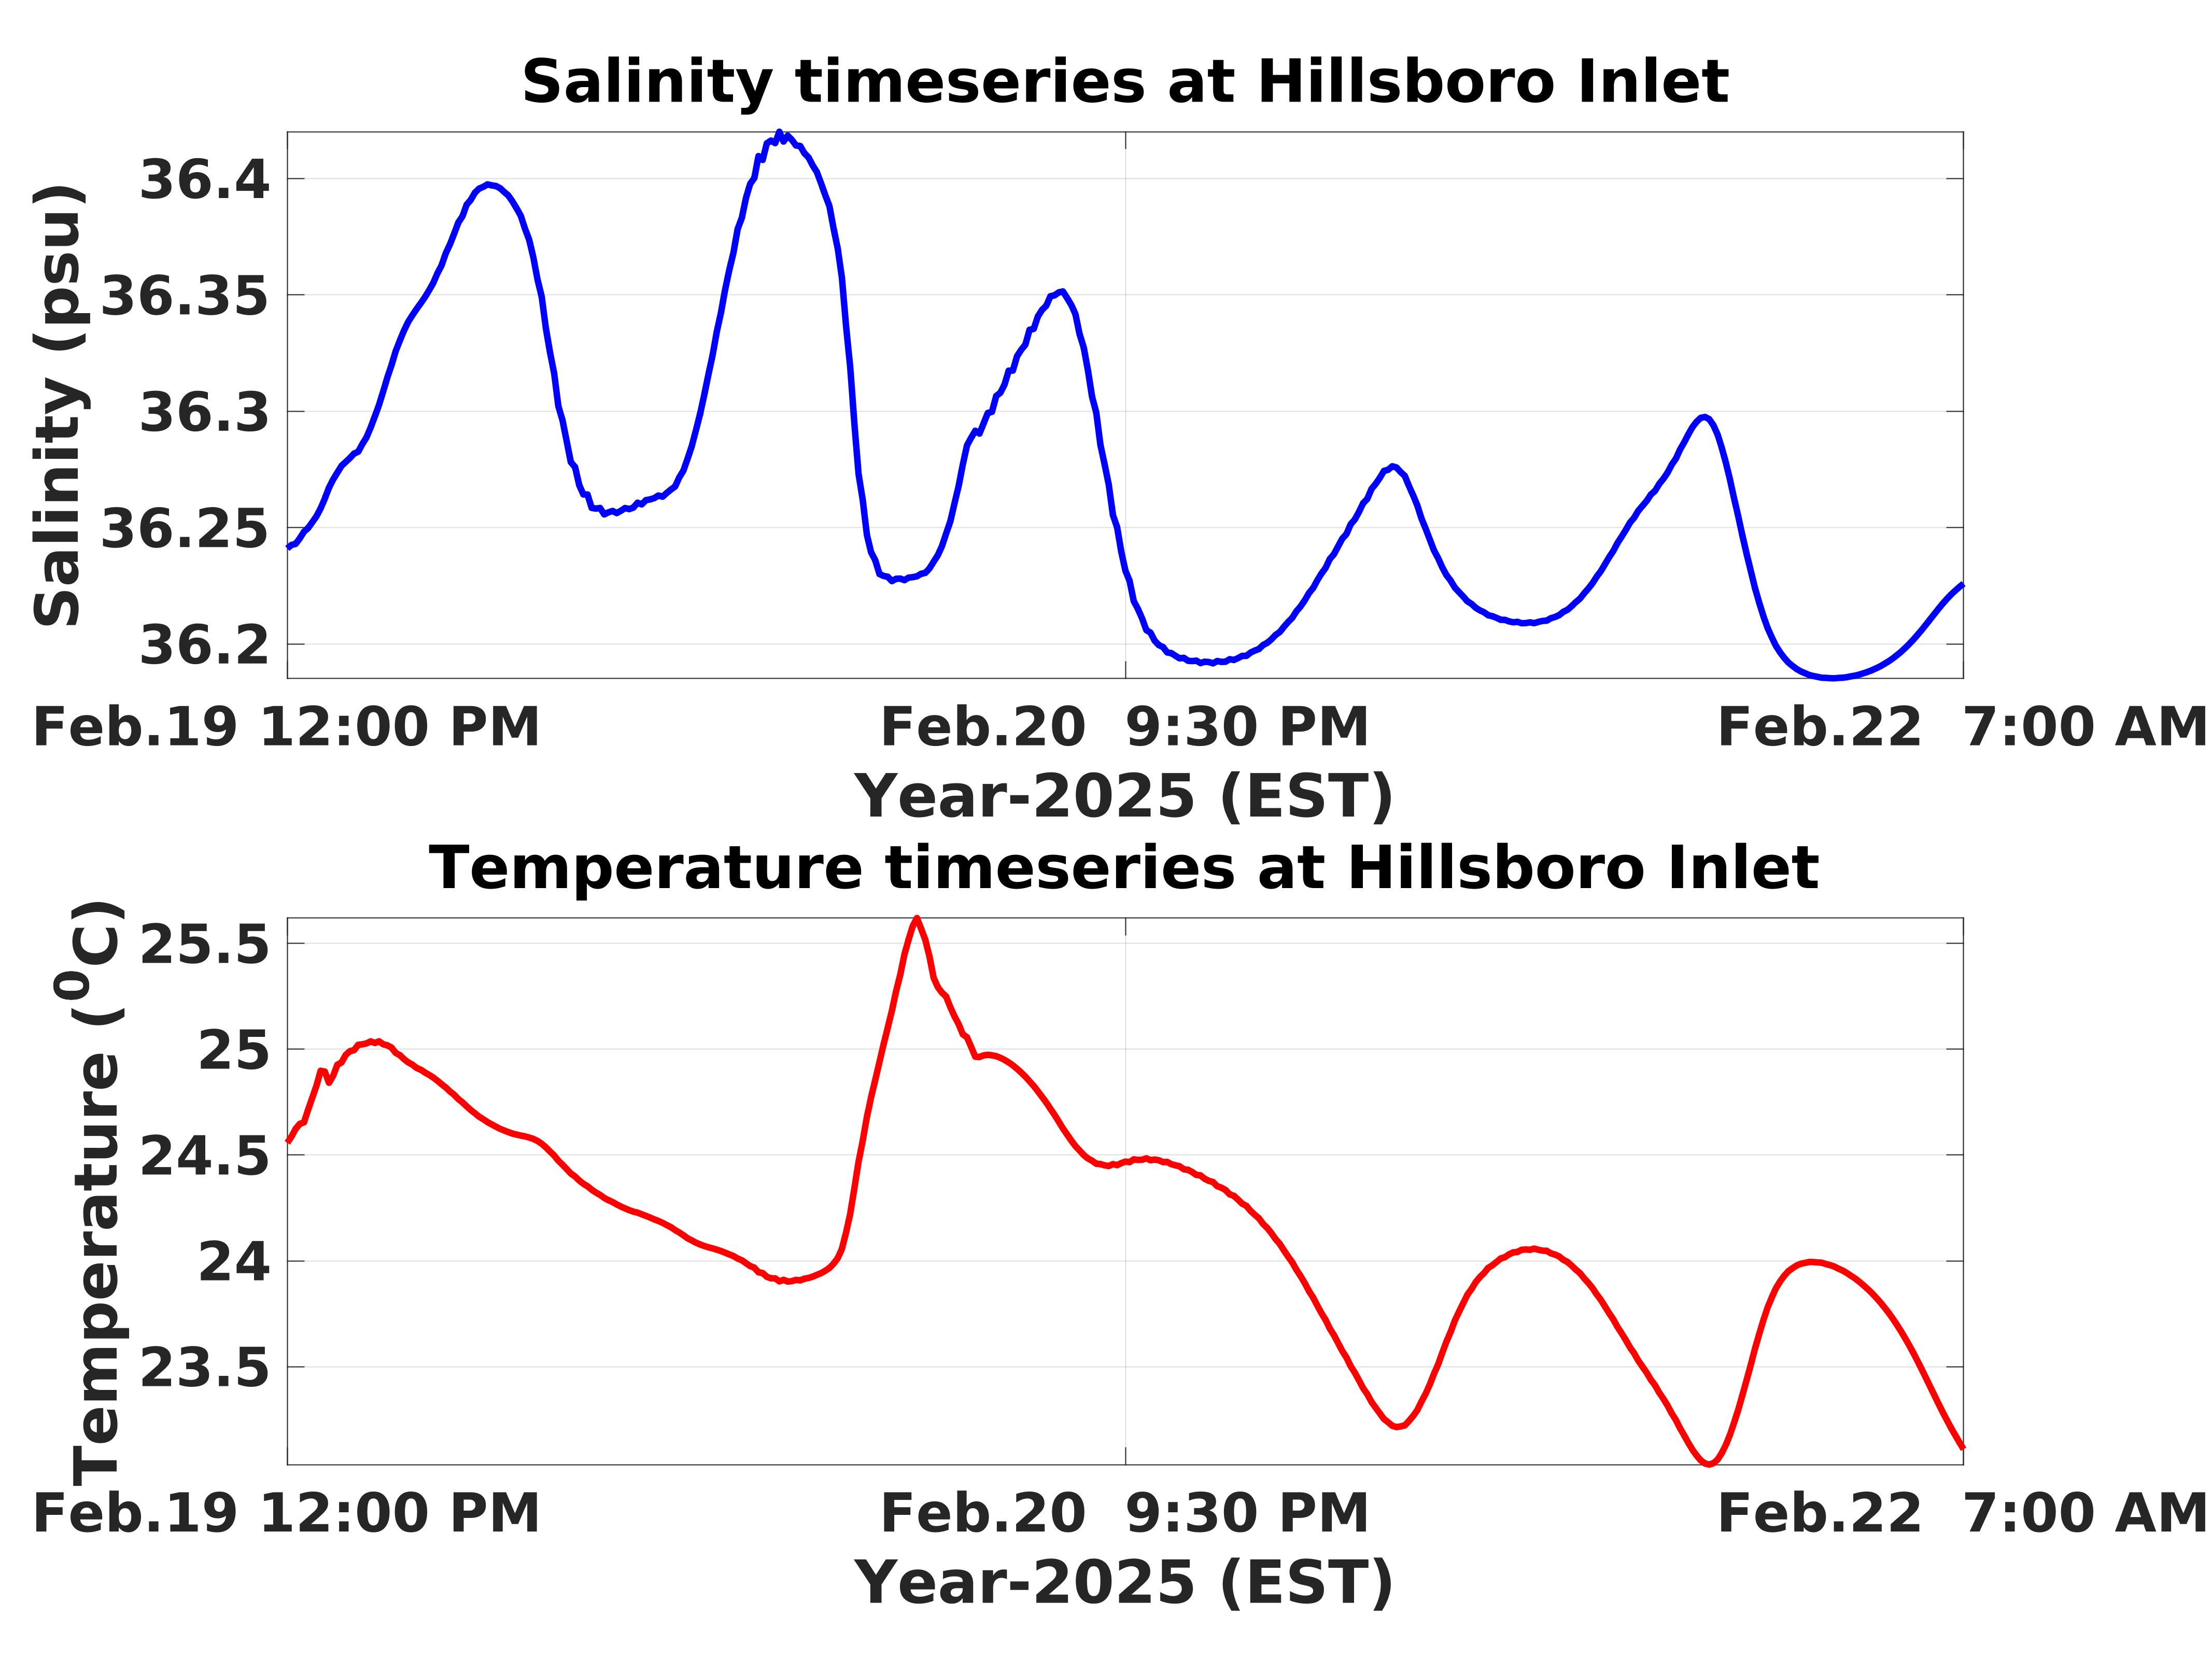 Salinity timeseries at Hillsboro Inlet
Salinity (psu)
36.4
36.35
36.3
36.25
36.2
Feb.19 12:00 PM Feb.20  9:30 PM Feb.22  7:00 AM
Year-2025 (EST)
Temperature timeseries at Hillsboro Inlet
Temperature (⁰C)
25.5
25
24.5
24
23.5
Feb.19 12:00 PM Feb.20  9:30 PM Feb.22  7:00 AM
Year-2025 (EST)